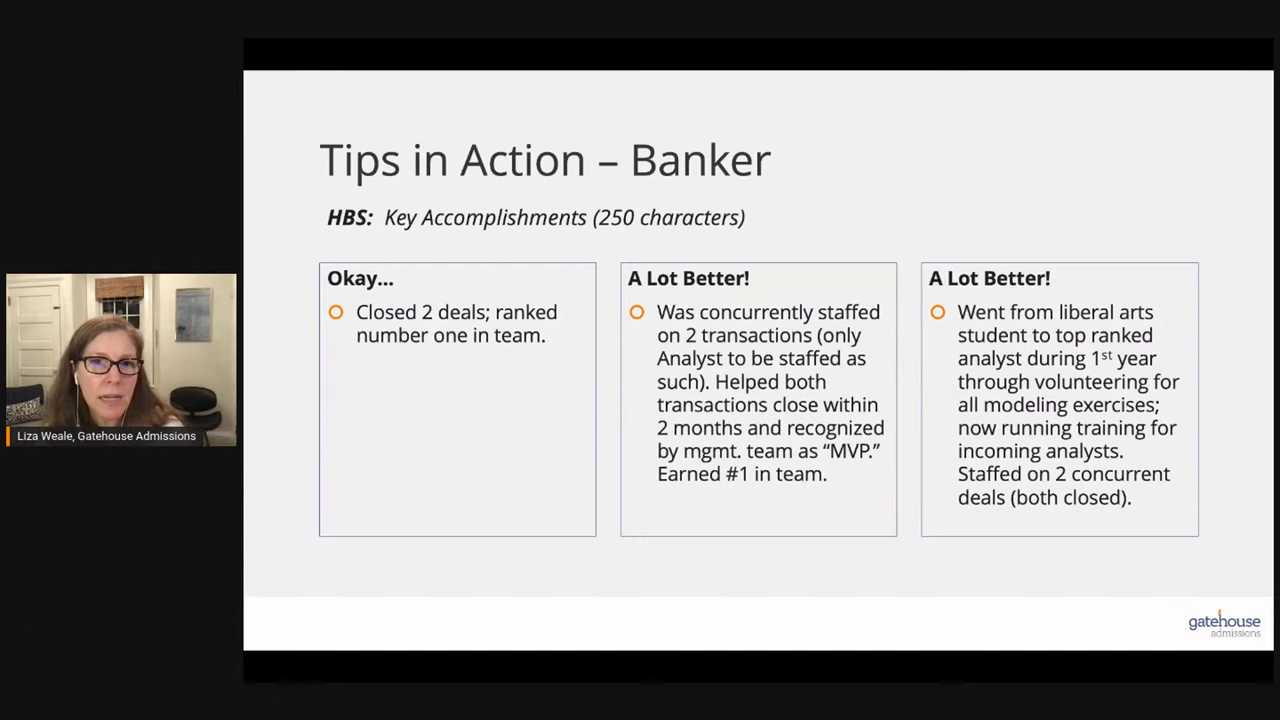 Tips in Action – Banker
HBS: Key Accomplishments (250 characters)
Okay...
Closed 2 deals; ranked
number one in team.
A Lot Better!
Was concurrently staffed
on 2 transactions (only
Analyst to be staffed as
such). Helped both
transactions close within
2 months and recognized
by mgmt. team as “MVP.”
Earned #1 in team.
A Lot Better!
Went from liberal arts
student to top ranked
analyst during 1st year
through volunteering for
all modeling exercises;
now running training for
incoming analysts.
Staffed on 2 concurrent
deals (both closed).
Liza Weale, Gatehouse Admissions
gatehouse
admissions